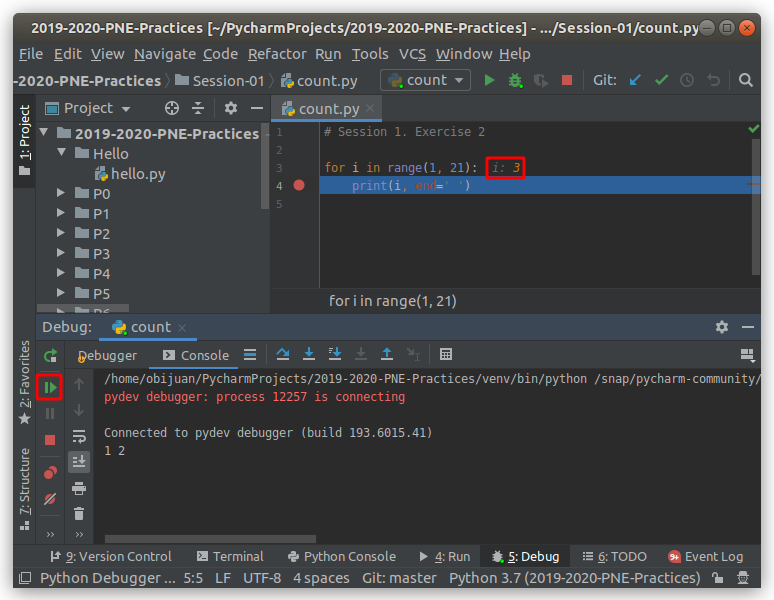 2019-2020-PNE-Practices [~/PycharmProjects/2019-2020-PNE-Practices] - .../Session-01/count.py
File Edit View Navigate Code Refactor Run Tools VCS Window Help
-2020-PNE-Practices Session-01 count.py count Git:
1: Project
Project
count.py
2019-2020-PNE-Practices
Hello
hello.py
P0
P1
P2
P3
P4
P5
1 # Session 1. Exercise 2
2
3 for i in range(1, 21): i: 3
4 print(i, end=' ')
5
for i in range(1, 21)
Debug: count
Debugger Console
2: Favorites
7: Structure
/home/obijuan/PycharmProjects/2019-2020-PNE-Practices/venv/bin/python /snap/pycharm-community/
pydev debugger: process 12257 is connecting
Connected to pydev debugger (build 193.6015.41)
1 2
9: Version Control Terminal Python Console 4: Run 5: Debug 6: TODO 9+ Event Log
Python Debugger ... 5:5 LF UTF-8 4 spaces Git: master Python 3.7 (2019-2020-PNE-Practices)